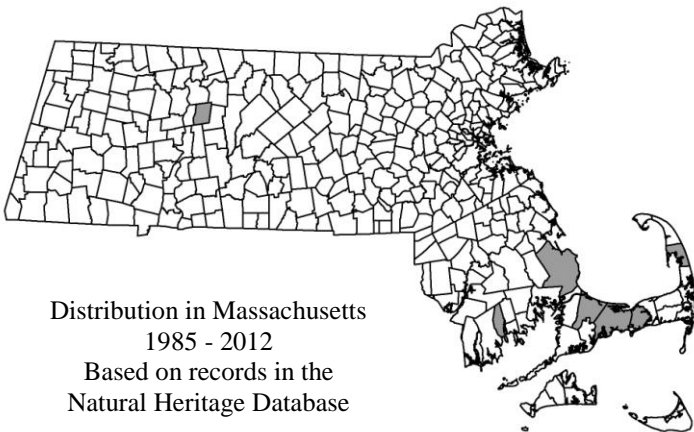 Distribution in Massachusetts
1985 - 2012
Based on records in the
Natural Heritage Database